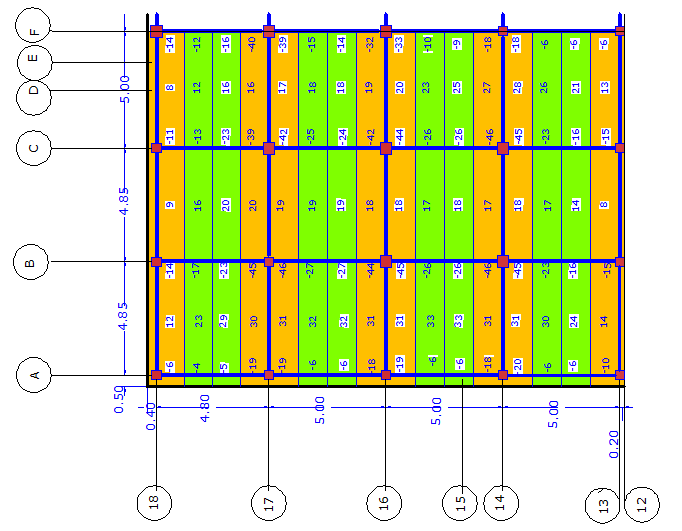 F
E
D
C
B
A
5.00
4.85
4.85
0.50
-14 -12 -16 -40 -39 -15 -14 -32 -33 -10 -9 -18 -18 -6 -6 -6
8 12 16 16 17 18 18 19 20 23 25 27 28 26 21 13
-11 -13 -23 -39 -42 -25 -24 -42 -44 -26 -26 -46 -45 -23 -16 -15
9 16 20 20 19 19 19 18 18 17 18 17 18 17 14 8
-14 -17 -23 -45 -46 -27 -27 -44 -45 -26 -26 -46 -45 -23 -16 -15
12 23 29 30 31 32 32 31 31 33 33 31 31 30 24 14
-6 -4 -5 -19 -19 -6 -6 -18 -19 -6 -6 -18 -20 -6 -6 -10
0.40 4.80 5.00 5.00 5.00 0.20
18 17 16 15 14 13 12